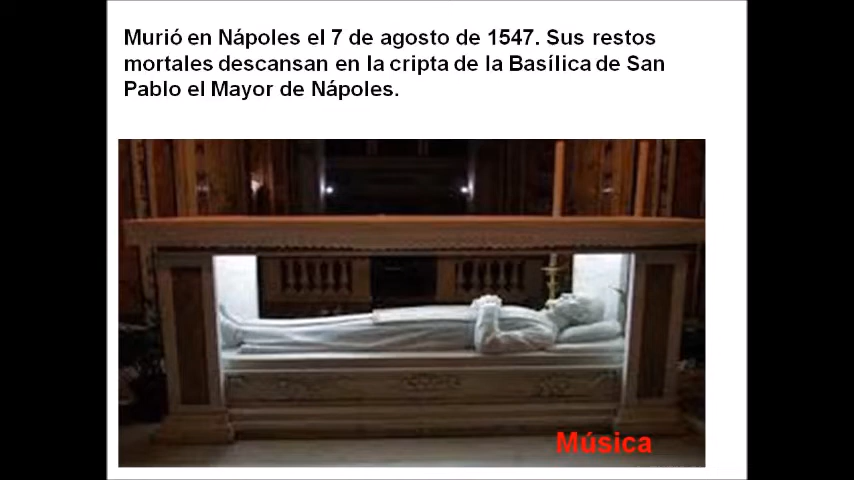 Murió en Nápoles el 7 de agosto de 1547. Sus restos
mortales descansan en la cripta de la Basílica de San
Pablo el Mayor de Nápoles.
Música